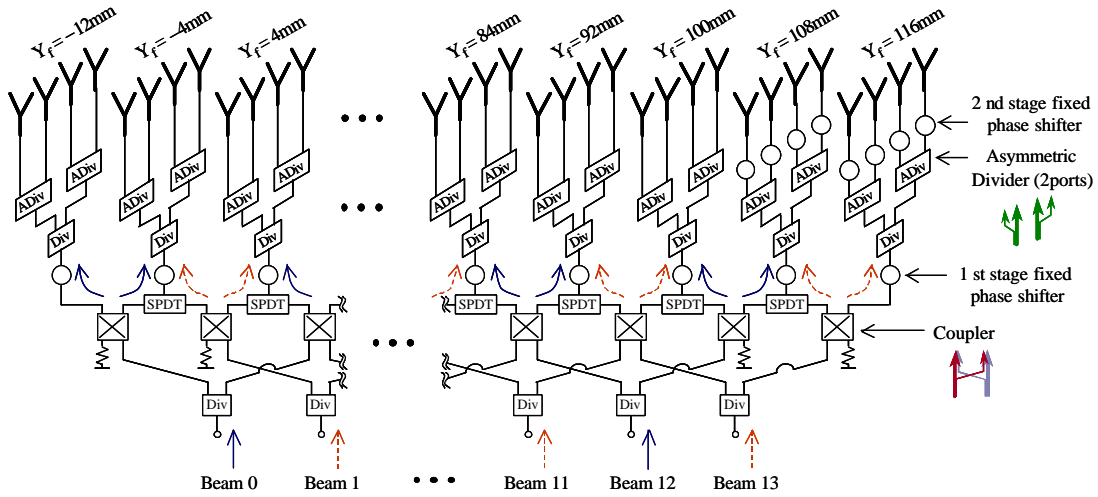 Y_f = −12mm
Y_f = −4mm
Y_f = 4mm
Y_f = 84mm
Y_f = 92mm
Y_f = 100mm
Y_f = 108mm
Y_f = 116mm
2 nd stage fixed
phase shifter
Asymmetric
Divider (2ports)
ADiv ADiv ADiv ADiv ADiv ADiv ADiv ADiv
ADiv ADiv ADiv ADiv ADiv ADiv ADiv ADiv
Div Div Div Div Div Div Div Div
1 st stage fixed
phase shifter
SPDT SPDT SPDT SPDT SPDT SPDT
Coupler
Div Div Div Div Div
Beam 0 Beam 1 Beam 11 Beam 12 Beam 13